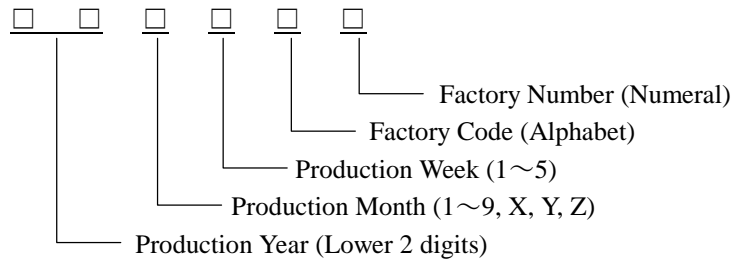 □ □ □ □ □ □
Factory Number (Numeral)
Factory Code (Alphabet)
Production Week (1～5)
Production Month (1～9, X, Y, Z)
Production Year (Lower 2 digits)